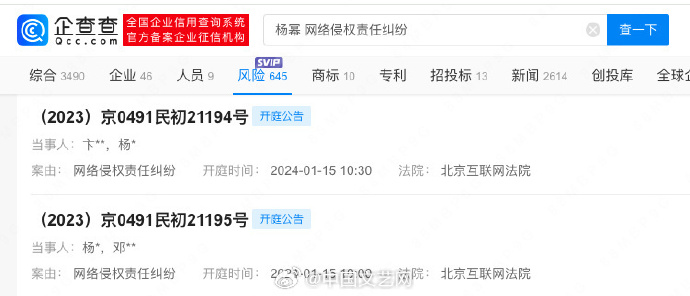 企查查
Qcc.com
全国企业信用查询系统
官方备案企业征信机构
杨幂 网络侵权责任纠纷
查一下
SVIP
综合 3490 企业 46 人员 9 风险 645 商标 10 专利 招投标 13 新闻 2614 创投库 全球企
（2023）京0491民初21194号 开庭公告
当事人： 卞**，杨*
案由： 网络侵权责任纠纷 开庭时间： 2024-01-15 10:30 法院： 北京互联网法院
（2023）京0491民初21195号 开庭公告
当事人： 杨*，邓**
案由： 网络侵权责任纠纷 开庭时间： 01-15 法院： 北京互联网法院
@中国文艺网